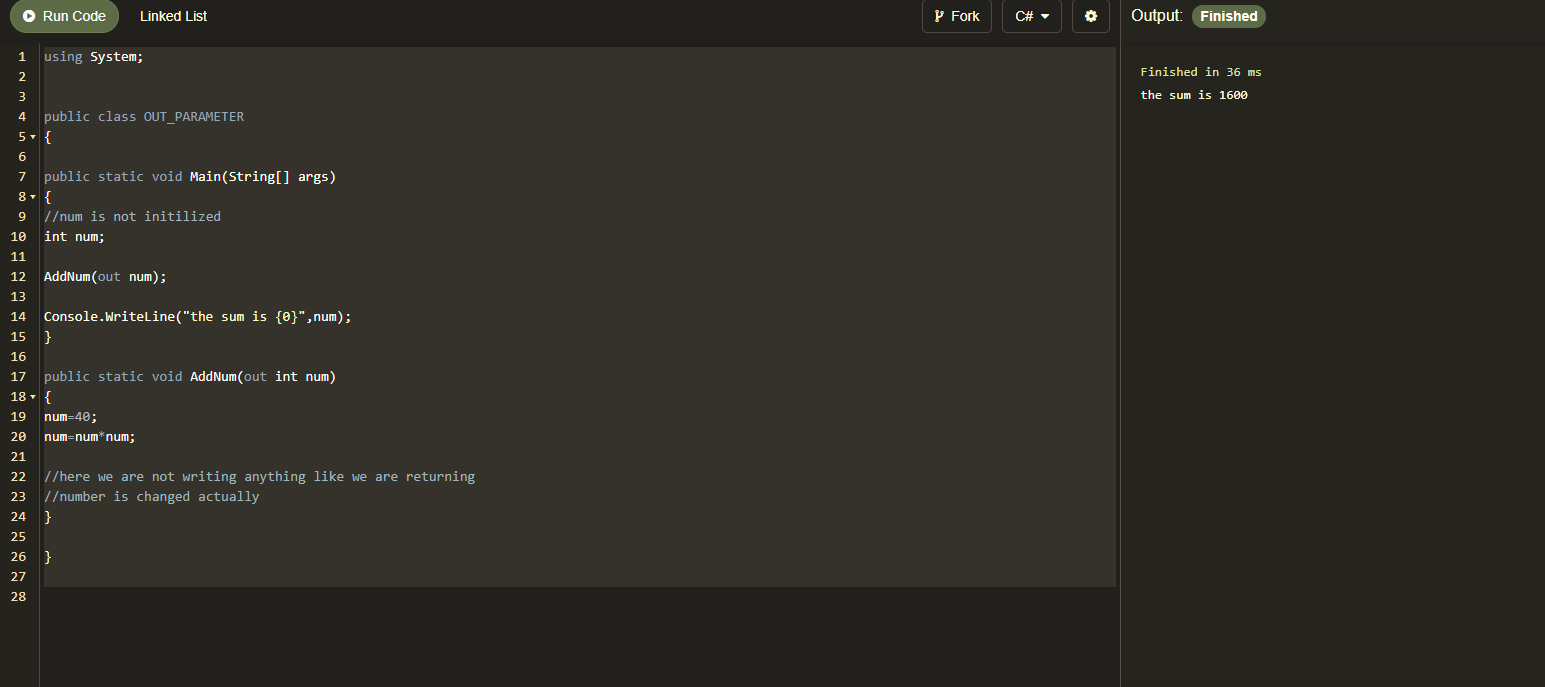 Run Code Linked List Fork C# Output: Finished
1 using System;
2
3
4 public class OUT_PARAMETER
5 {
6
7 public static void Main(String[] args)
8 {
9 //num is not initilized
10 int num;
11
12 AddNum(out num);
13
14 Console.WriteLine("the sum is {0}",num);
15 }
16
17 public static void AddNum(out int num)
18 {
19 num=40;
20 num=num*num;
21
22 //here we are not writing anything like we are returning
23 //number is changed actually
24 }
25
26 }
27
28
Finished in 36 ms
the sum is 1600